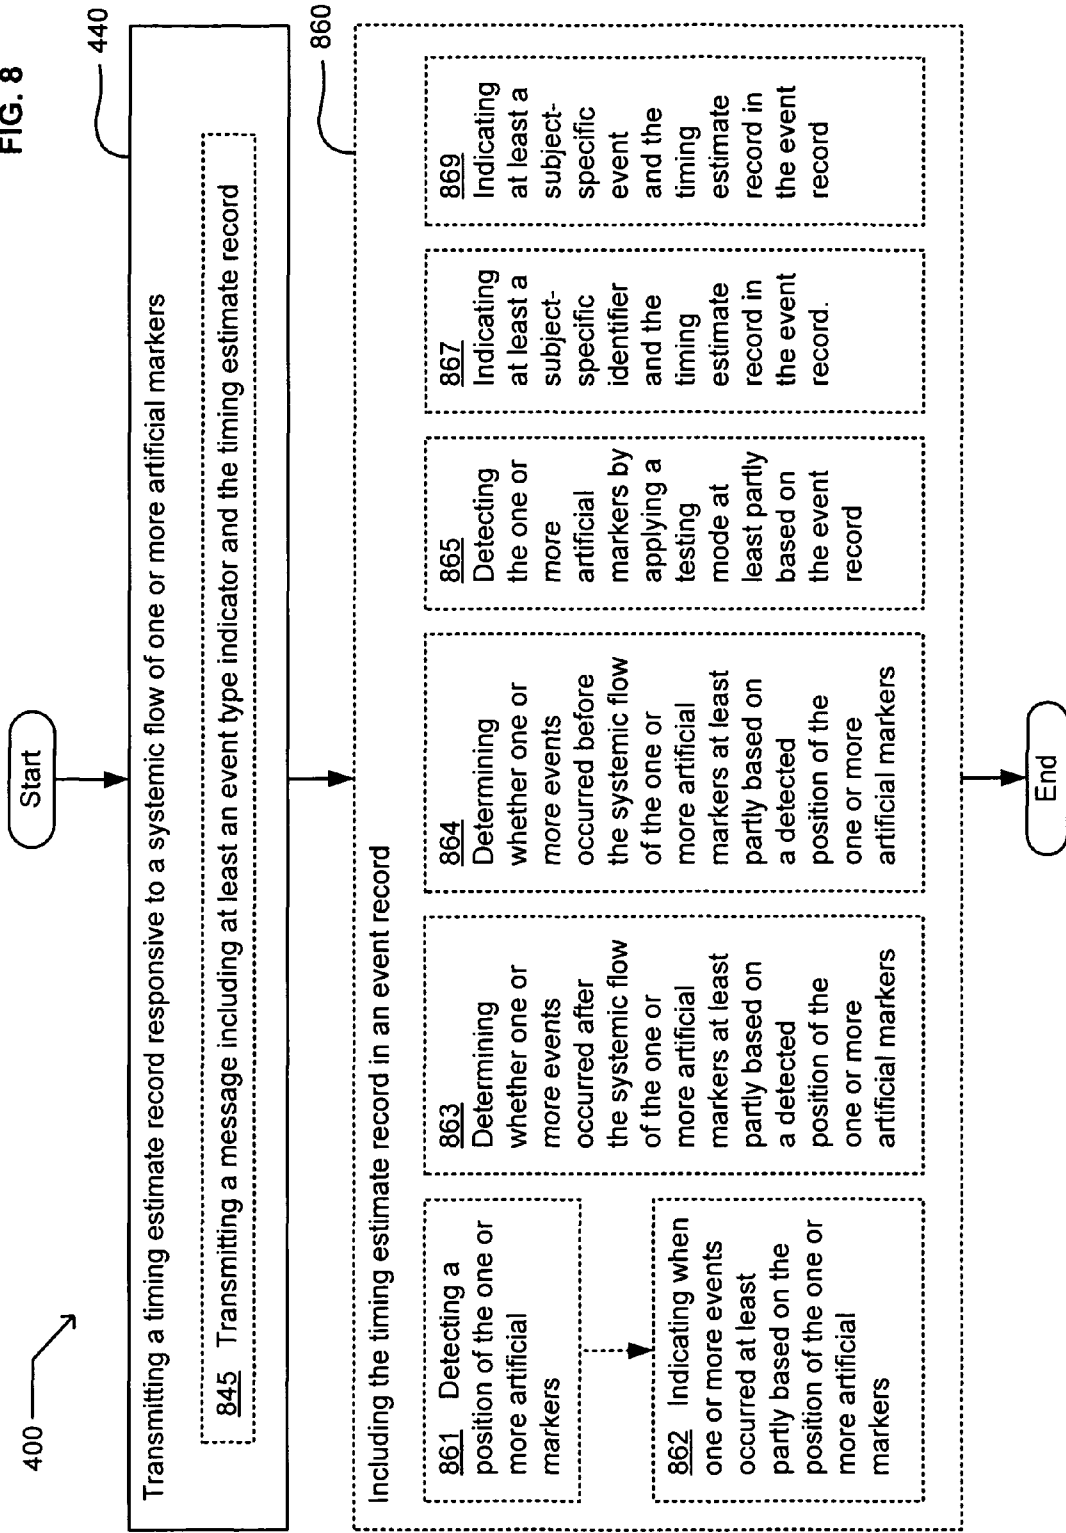 FIG. 8
400
Start
440
Transmitting a timing estimate record responsive to a systemic flow of one or more artificial markers
845 Transmitting a message including at least an event type indicator and the timing estimate record
860
Including the timing estimate record in an event record
861 Detecting a
position of the one or
more artificial
markers
862 Indicating when
one or more events
occurred at least
partly based on the
position of the one or
more artificial
markers
863
Determining
whether one or
more events
occurred after
the systemic flow
of the one or
more artificial
markers at least
partly based on
a detected
position of the
one or more
artificial markers
864
Determining
whether one or
more events
occurred before
the systemic flow
of the one or
more artificial
markers at least
partly based on
a detected
position of the
one or more
artificial markers
865
Detecting
the one or
more
artificial
markers by
applying a
testing
mode at
least partly
based on
the event
record
867
Indicating
at least a
subject-
specific
identifier
and the
timing
estimate
record in
the event
record.
869
Indicating
at least a
subject-
specific
event
and the
timing
estimate
record in
the event
record
End